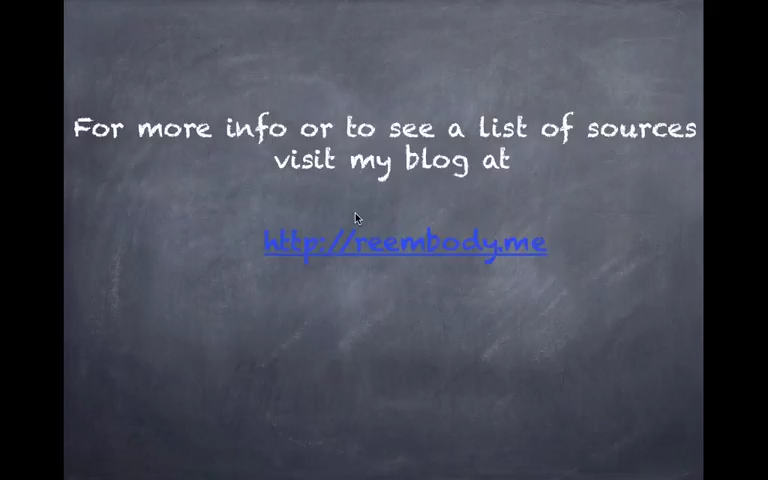 For more info or to see a list of sources
visit my blog at
http://reembody.me